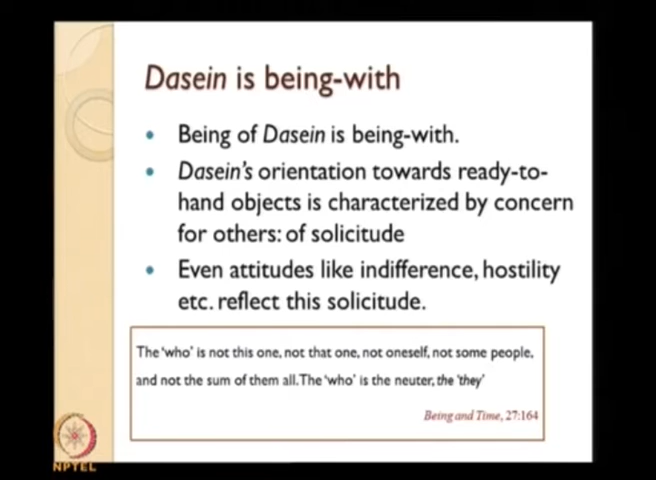 Dasein is being-with
• Being of Dasein is being-with.
• Dasein's orientation towards ready-to-
hand objects is characterized by concern
for others: of solicitude
• Even attitudes like indifference, hostility
etc. reflect this solicitude.
The 'who' is not this one, not that one, not oneself, not some people,
and not the sum of them all. The 'who' is the neuter, the 'they'
Being and Time, 27:164
NPTEL